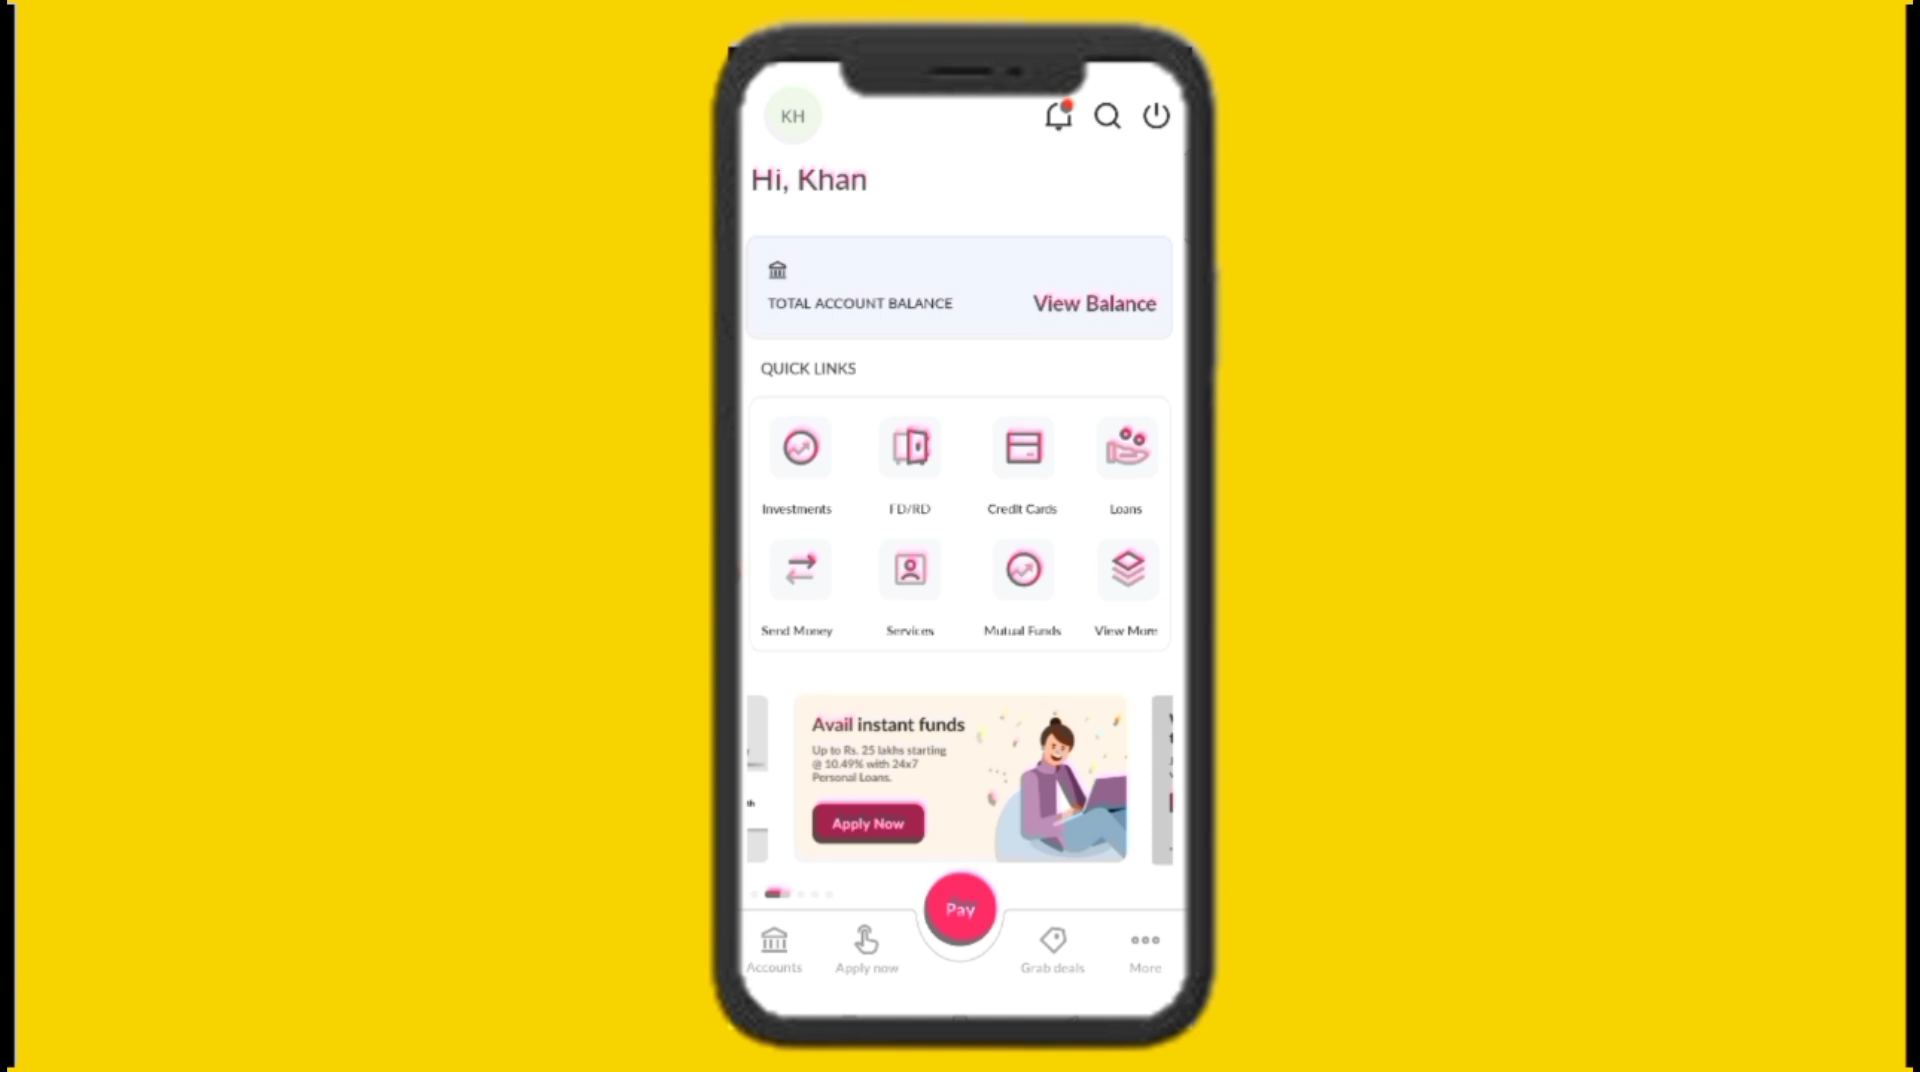 KH
Hi, Khan
TOTAL ACCOUNT BALANCE
View Balance
QUICK LINKS
Investments
FD/RD
Credit Cards
Loans
Send Money
Services
Mutual Funds
View More
Avail instant funds
Up to Rs. 25 lakhs starting
@ 10.49% with 24x7
Personal Loans.
Apply Now
Pay
Accounts
Apply now
Grab deals
More